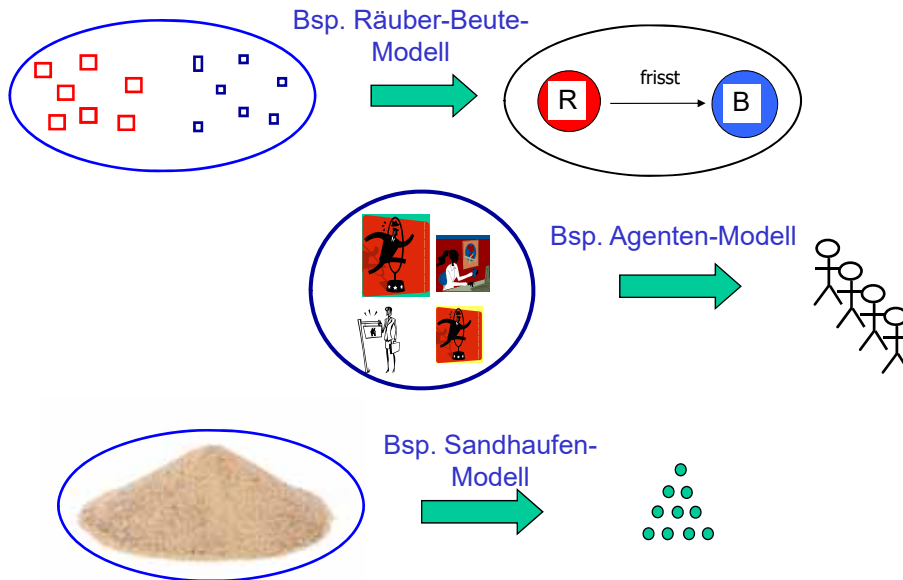 Bsp. Räuber-Beute-
Modell
R
frisst
B
Bsp. Agenten-Modell
Bsp. Sandhaufen-
Modell